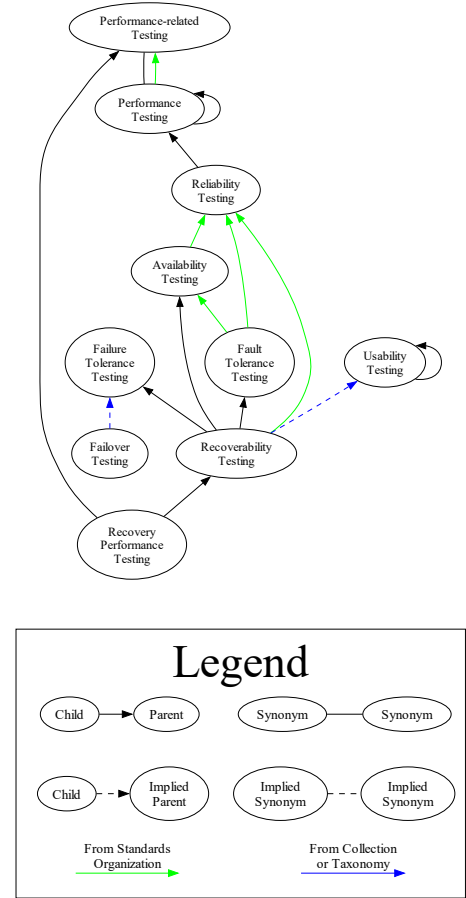 Performance-related
Testing
Performance
Testing
Reliability
Testing
Availability
Testing
Failure
Tolerance
Testing
Fault
Tolerance
Testing
Usability
Testing
Failover
Testing
Recoverability
Testing
Recovery
Performance
Testing
Legend
Child
Parent
Synonym
Synonym
Child
Implied
Parent
Implied
Synonym
Implied
Synonym
From Standards
Organization
From Collection
or Taxonomy